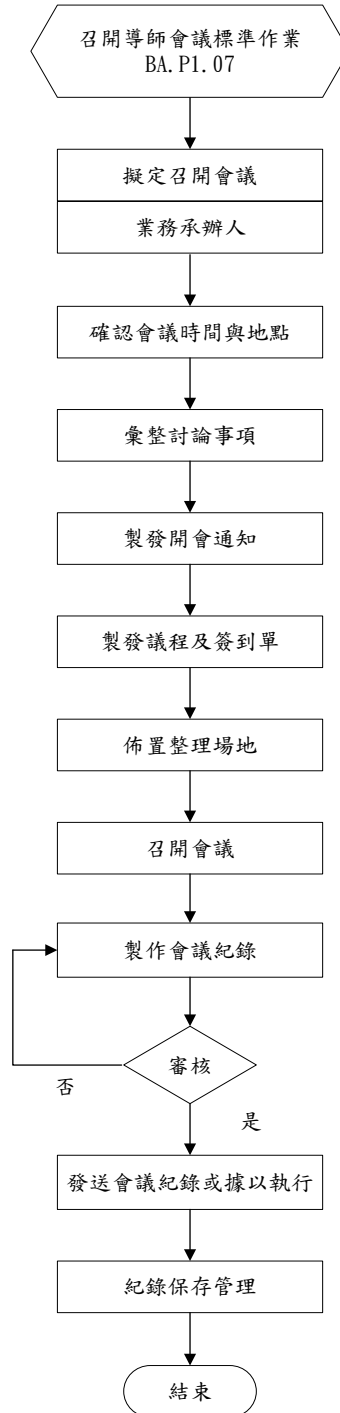 召開導師會議標準作業
BA.P1.07
擬定召開會議
業務承辦人
確認會議時間與地點
彙整討論事項
製發開會通知
製發議程及簽到單
佈置整理場地
召開會議
製作會議紀錄
審核
否
是
發送會議紀錄或據以執行
紀錄保存管理
結束